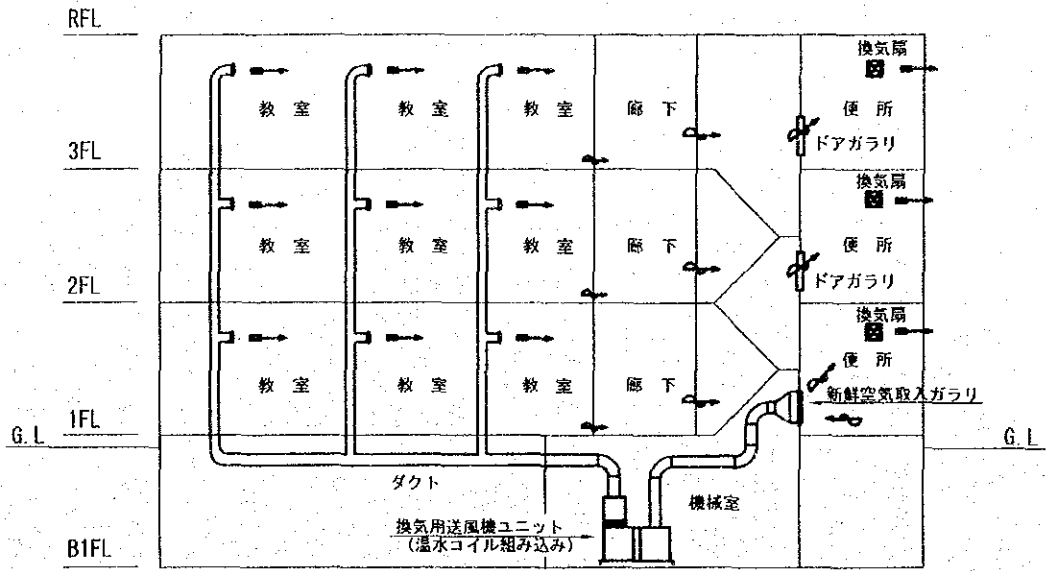 RFL
換気扇
教室
教室
教室
廊下
便所
ドアガラリ
3FL
換気扇
教室
教室
教室
廊下
便所
ドアガラリ
2FL
換気扇
便所
教室
教室
教室
廊下
新鮮空気取入ガラリ
1FL
G.L
G.L
ダクト
機械室
換気用送風機ユニット
(温水コイル組み込み)
B1FL